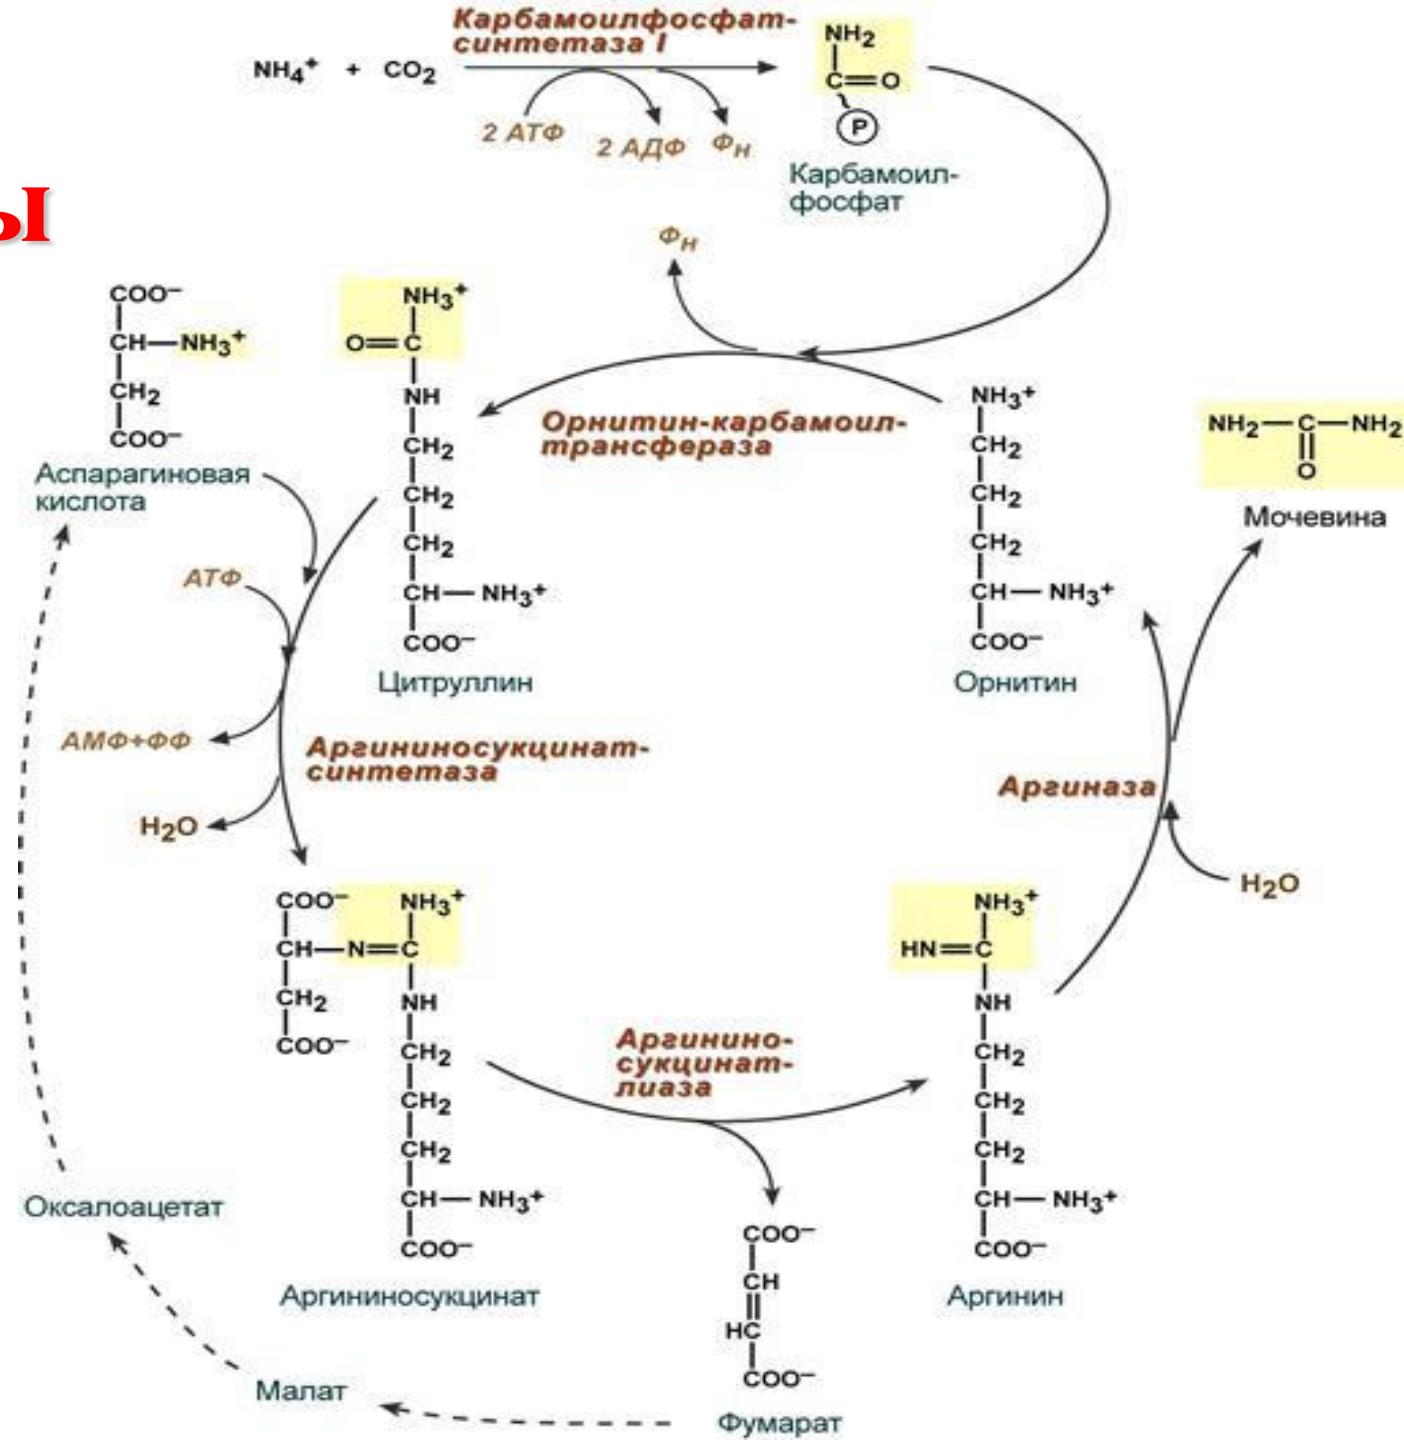 Карбамоилфосфат-
синтетаза I
NH₄⁺ + CO₂
2 АТФ
2 АДФ
Фн
NH₂
C=O
P
Карбамоил-
фосфат
ы
Фн
COO⁻
CH—NH₃⁺
CH₂
COO⁻
Аспарагиновая
кислота
NH₃⁺
O=C
NH
CH₂
CH₂
CH₂
CH—NH₃⁺
COO⁻
Цитруллин
Орнитин-карбамоил-
трансфераза
NH₃⁺
CH₂
CH₂
CH₂
CH—NH₃⁺
COO⁻
Орнитин
NH₂—C—NH₂
O
Мочевина
АТФ
АМФ+ФФ
H₂O
Аргининосукцинат-
синтетаза
Аргиназа
H₂O
COO⁻
CH—N=C
CH₂
COO⁻
NH₃⁺
NH
CH₂
CH₂
CH₂
CH—NH₃⁺
COO⁻
Аргининосукцинат
Аргинино-
сукцинат-
лиаза
NH₃⁺
HN=C
NH
CH₂
CH₂
CH₂
CH—NH₃⁺
COO⁻
Аргинин
COO⁻
CH
HC
COO⁻
Фумарат
Малат
Оксалоацетат